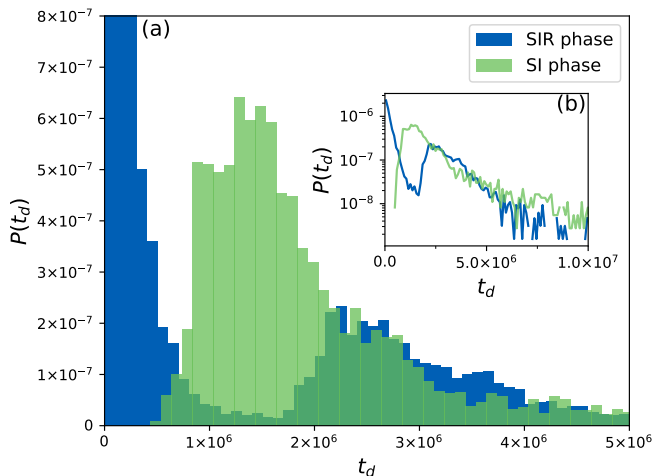 (a)
SIR phase
SI phase
8×10⁻⁷
7×10⁻⁷
6×10⁻⁷
5×10⁻⁷
4×10⁻⁷
3×10⁻⁷
2×10⁻⁷
1×10⁻⁷
0
P(t_d)
0
1×10⁶
2×10⁶
3×10⁶
4×10⁶
5×10⁶
t_d
(b)
10⁻⁶
10⁻⁷
10⁻⁸
P(t_d)
0.0
5.0×10⁶
1.0×10⁷
t_d